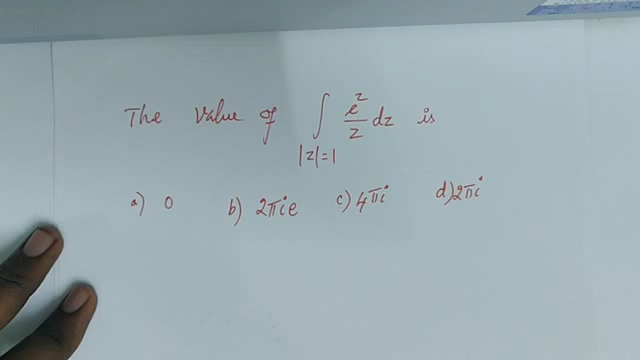 The Value of ∫ e^z/z dz is
|z|=1
a) 0 b) 2πie c) 4πi d) 2πi